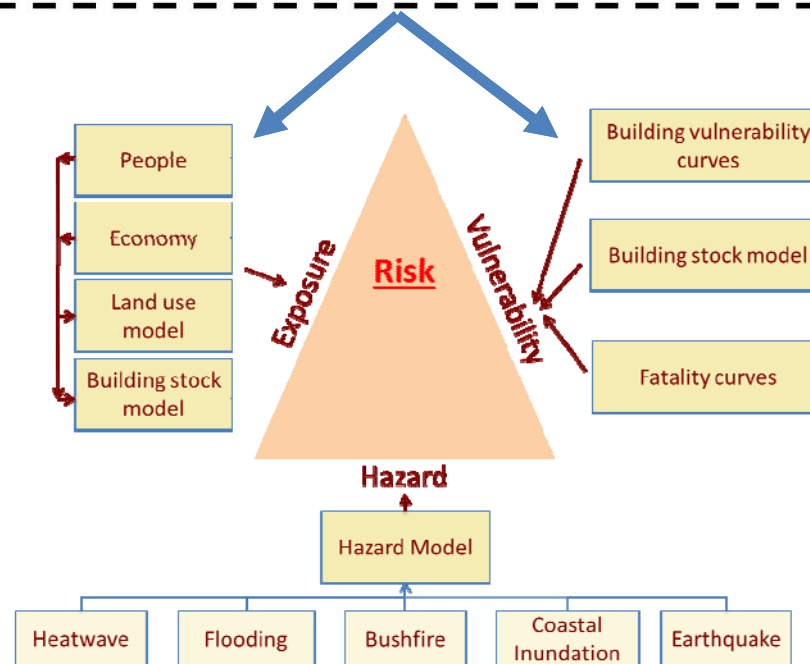 People
Economy
Land use
model
Building stock
model
Exposure
Risk
Vulnerability
Building vulnerability
curves
Building stock model
Fatality curves
Hazard
Hazard Model
Heatwave
Flooding
Bushfire
Coastal
Inundation
Earthquake